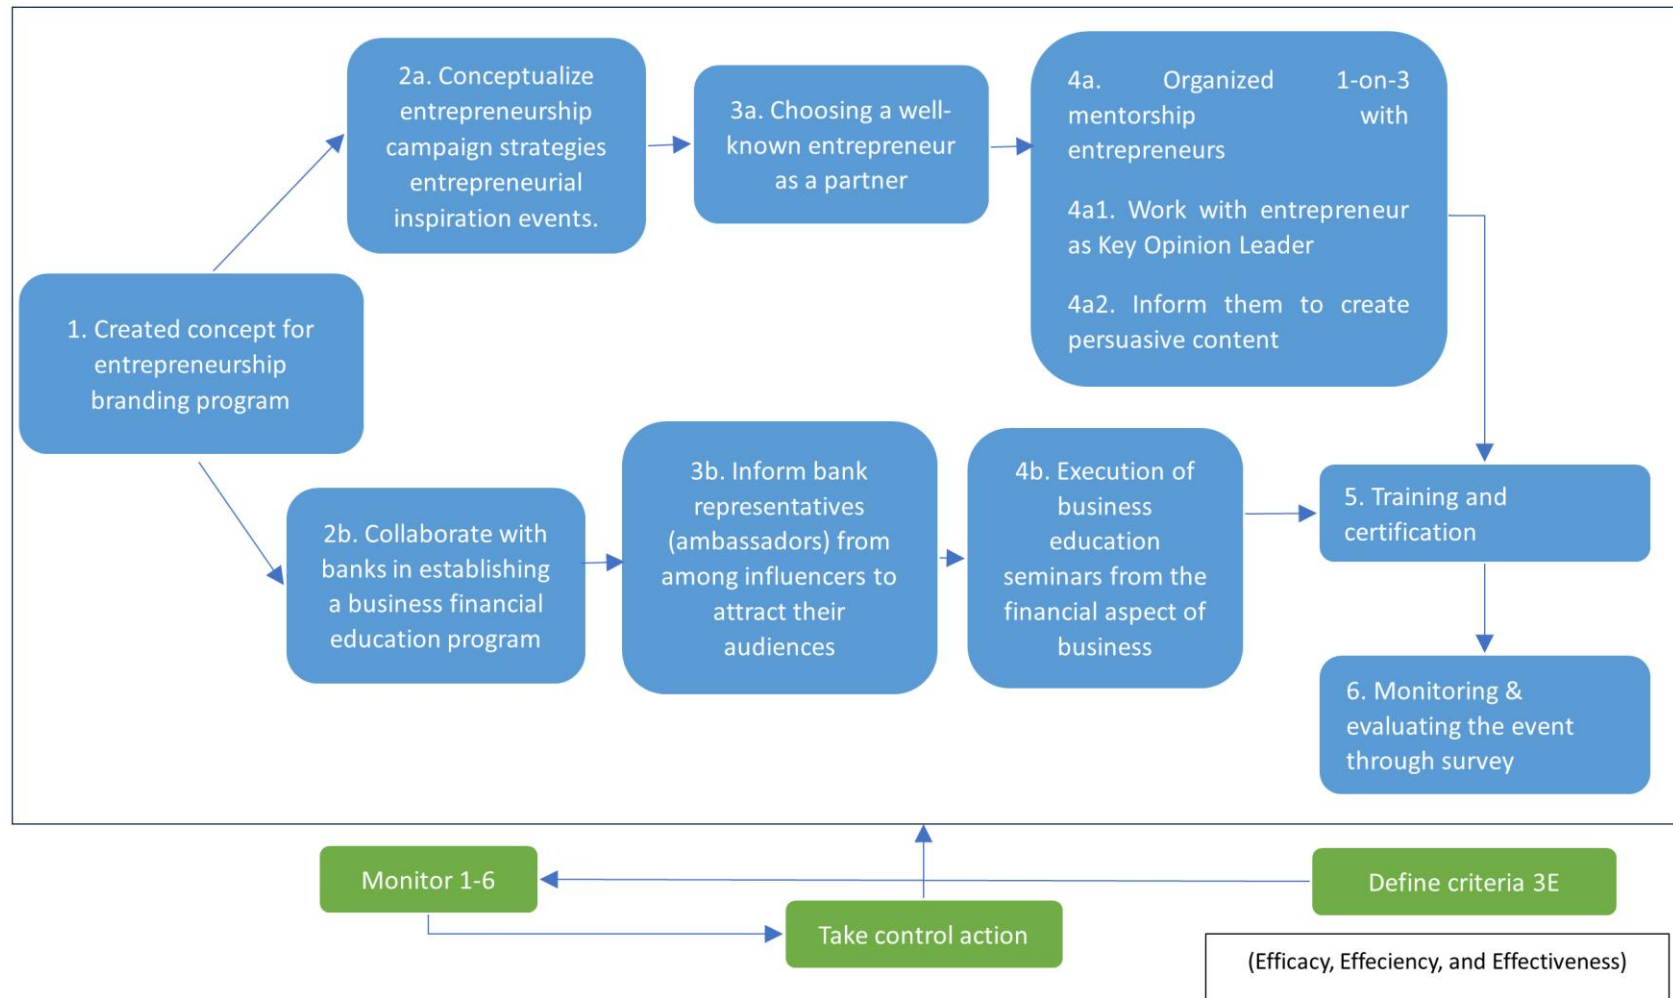 2a. Conceptualize
entrepreneurship
campaign strategies
entrepreneurial
inspiration events.
3a. Choosing a well-
known entrepreneur
as a partner
4a. Organized 1-on-3
mentorship with
entrepreneurs
4a1. Work with entrepreneur
as Key Opinion Leader
4a2. Inform them to create
persuasive content
1. Created concept for
entrepreneurship
branding program
2b. Collaborate with
banks in establishing
a business financial
education program
3b. Inform bank
representatives
(ambassadors) from
among influencers to
attract their
audiences
4b. Execution of
business
education
seminars from the
financial aspect of
business
5. Training and
certification
6. Monitoring &
evaluating the event
through survey
Monitor 1-6
Take control action
Define criteria 3E
(Efficacy, Effeciency, and Effectiveness)